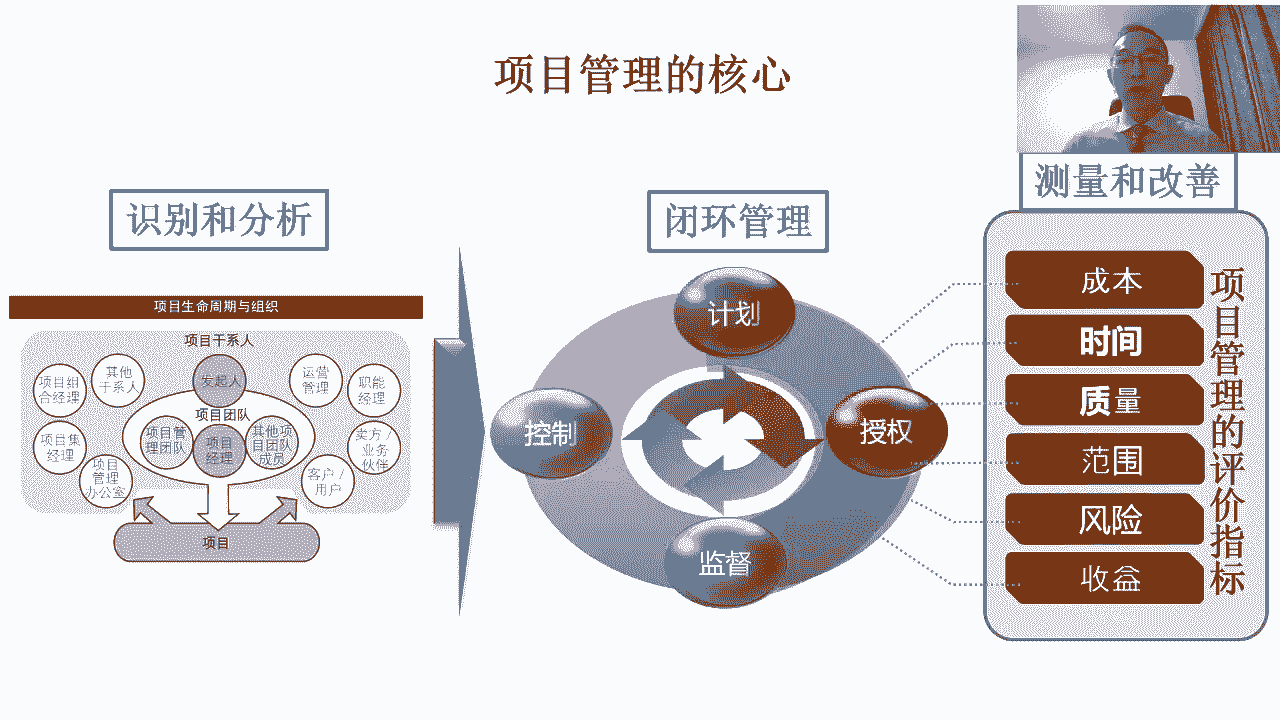 项目管理的核心
识别和分析
项目生命周期与组织
项目干系人
项目组
合经理
其他
干系人
发起人
运营
管理
职能
经理
项目团队
项目管
理团队
项目
经理
其他项
目团队
成员
项目集
经理
项目
管理
办公室
客户 /
用户
卖方 /
业务
伙伴
项目
闭环管理
计划
授权
监督
控制
测量和改善
成本
时间
质量
范围
风险
收益
项目管理的评价指标